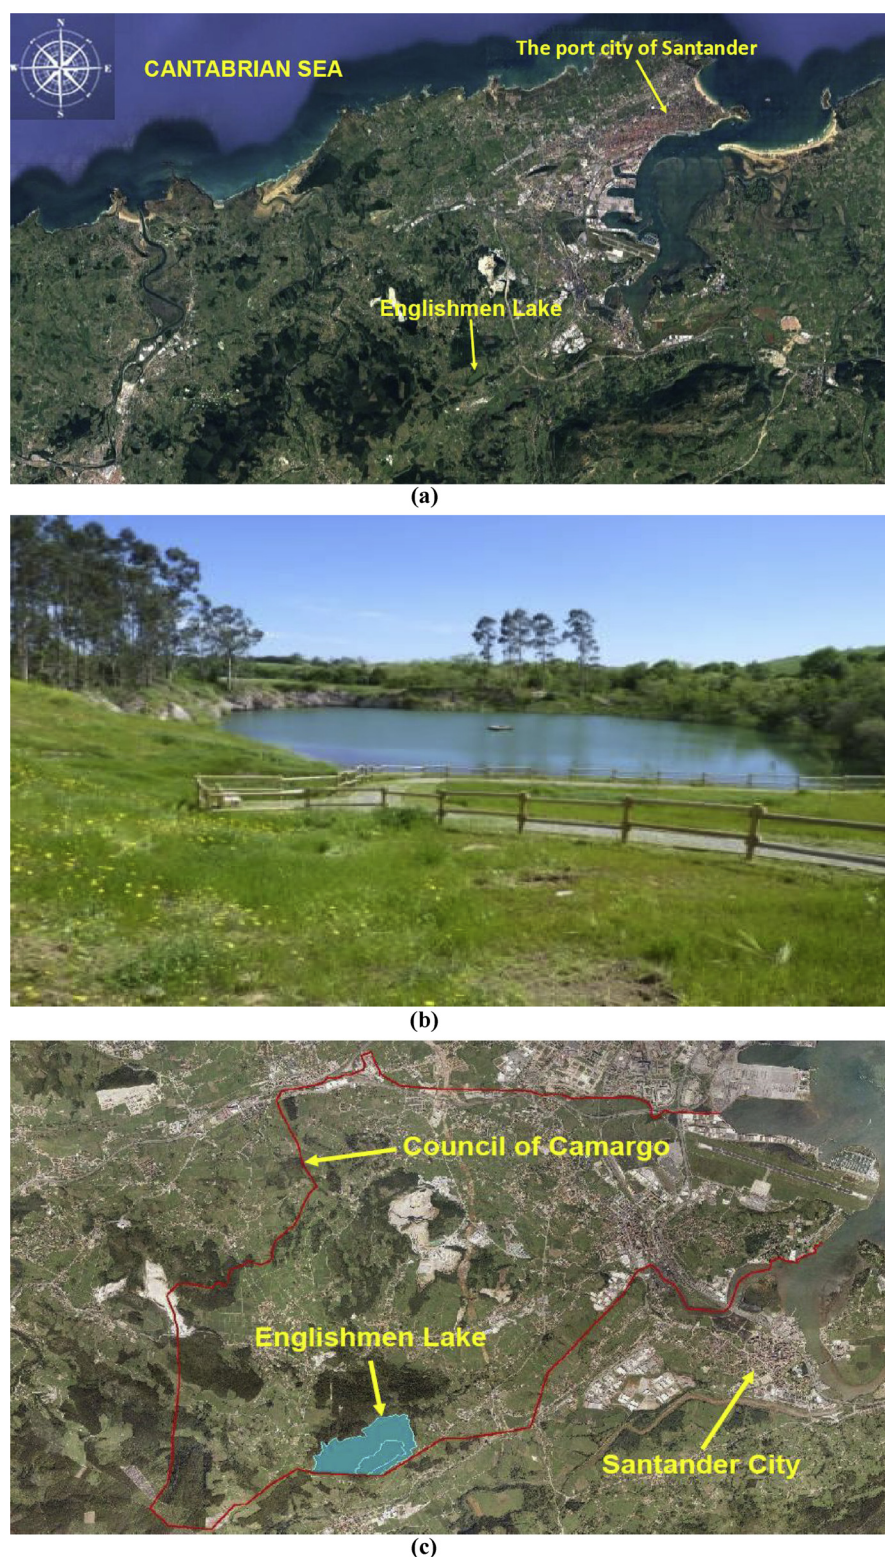 N
W
E
S
CANTABRIAN SEA
The port city of Santander
Englishmen Lake
(a)
(b)
Council of Camargo
Englishmen Lake
Santander City
(c)